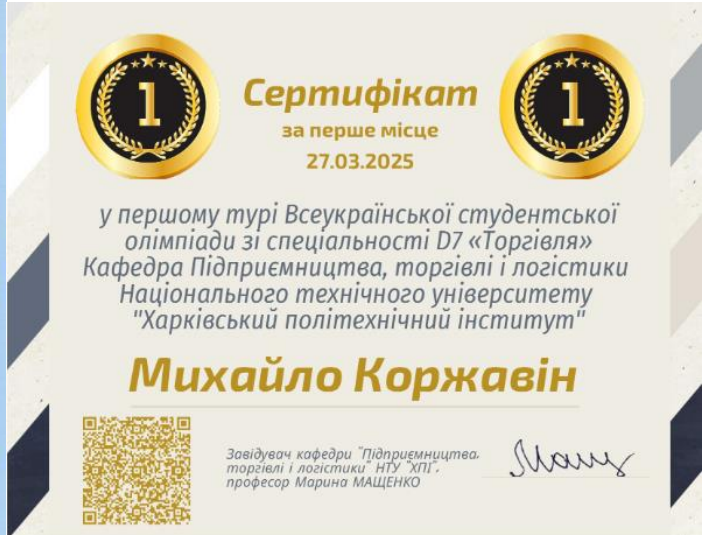 1
1
Сертифікат
за перше місце
27.03.2025
у першому турі Всеукраїнської студентської
олімпіади зі спеціальності D7 «Торгівля»
Кафедра Підприємництва, торгівлі і логістики
Національного технічного університету
"Харківський політехнічний інститут"
Михайло Коржавін
Завідувач кафедри "Підприємництва,
торгівлі і логістики" НТУ "ХПІ",
професор Марина МАЩЕНКО